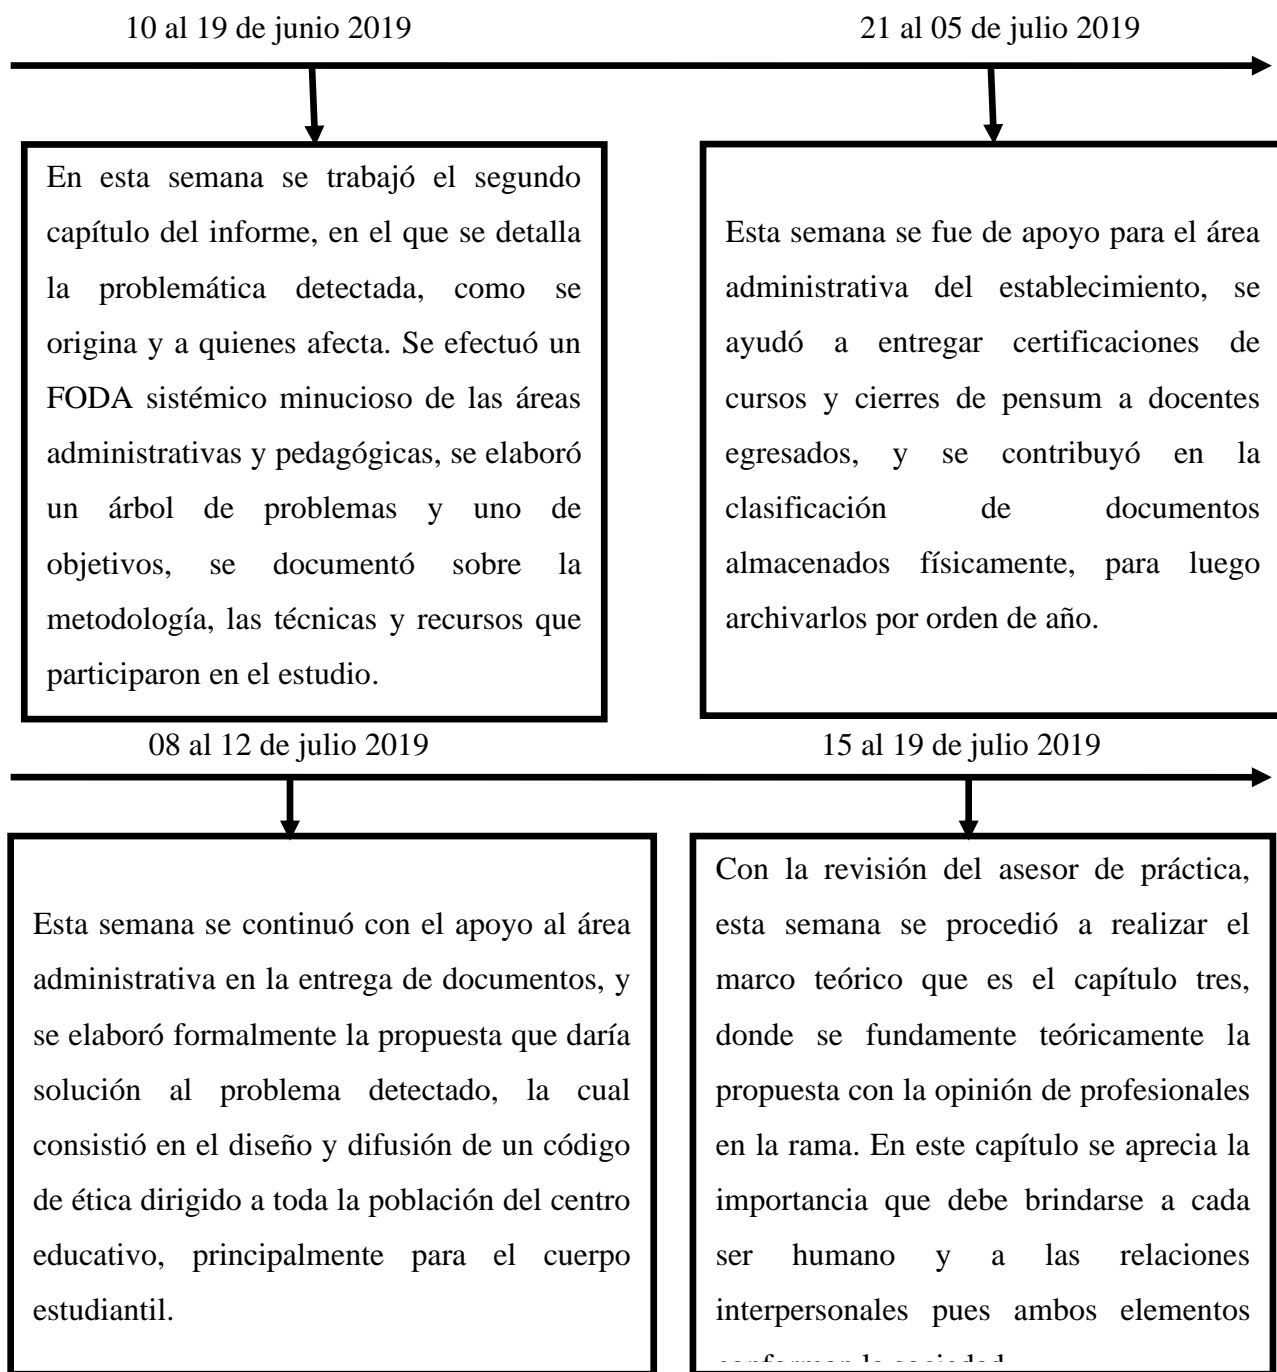 10 al 19 de junio 2019
21 al 05 de julio 2019
En esta semana se trabajó el segundo
capítulo del informe, en el que se detalla
la problemática detectada, como se
origina y a quienes afecta. Se efectuó un
FODA sistémico minucioso de las áreas
administrativas y pedagógicas, se elaboró
un árbol de problemas y uno de
objetivos, se documentó sobre la
metodología, las técnicas y recursos que
participaron en el estudio.
Esta semana se fue de apoyo para el área
administrativa del establecimiento, se
ayudó a entregar certificaciones de
cursos y cierres de pensum a docentes
egresados, y se contribuyó en la
clasificación de documentos
almacenados físicamente, para luego
archivarlos por orden de año.
08 al 12 de julio 2019
15 al 19 de julio 2019
Esta semana se continuó con el apoyo al área
administrativa en la entrega de documentos, y
se elaboró formalmente la propuesta que daría
solución al problema detectado, la cual
consistió en el diseño y difusión de un código
de ética dirigido a toda la población del centro
educativo, principalmente para el cuerpo
estudiantil.
Con la revisión del asesor de práctica,
esta semana se procedió a realizar el
marco teórico que es el capítulo tres,
donde se fundamente teóricamente la
propuesta con la opinión de profesionales
en la rama. En este capítulo se aprecia la
importancia que debe brindarse a cada
ser humano y a las relaciones
interpersonales pues ambos elementos
conforman la sociedad